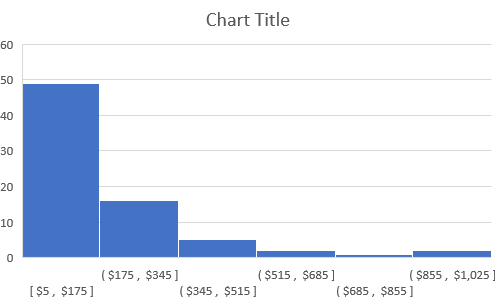 Chart Title
60
50
40
30
20
10
0
[ $5 , $175 ]
( $175 , $345 ]
( $345 , $515 ]
( $515 , $685 ]
( $685 , $855 ]
( $855 , $1,025 ]